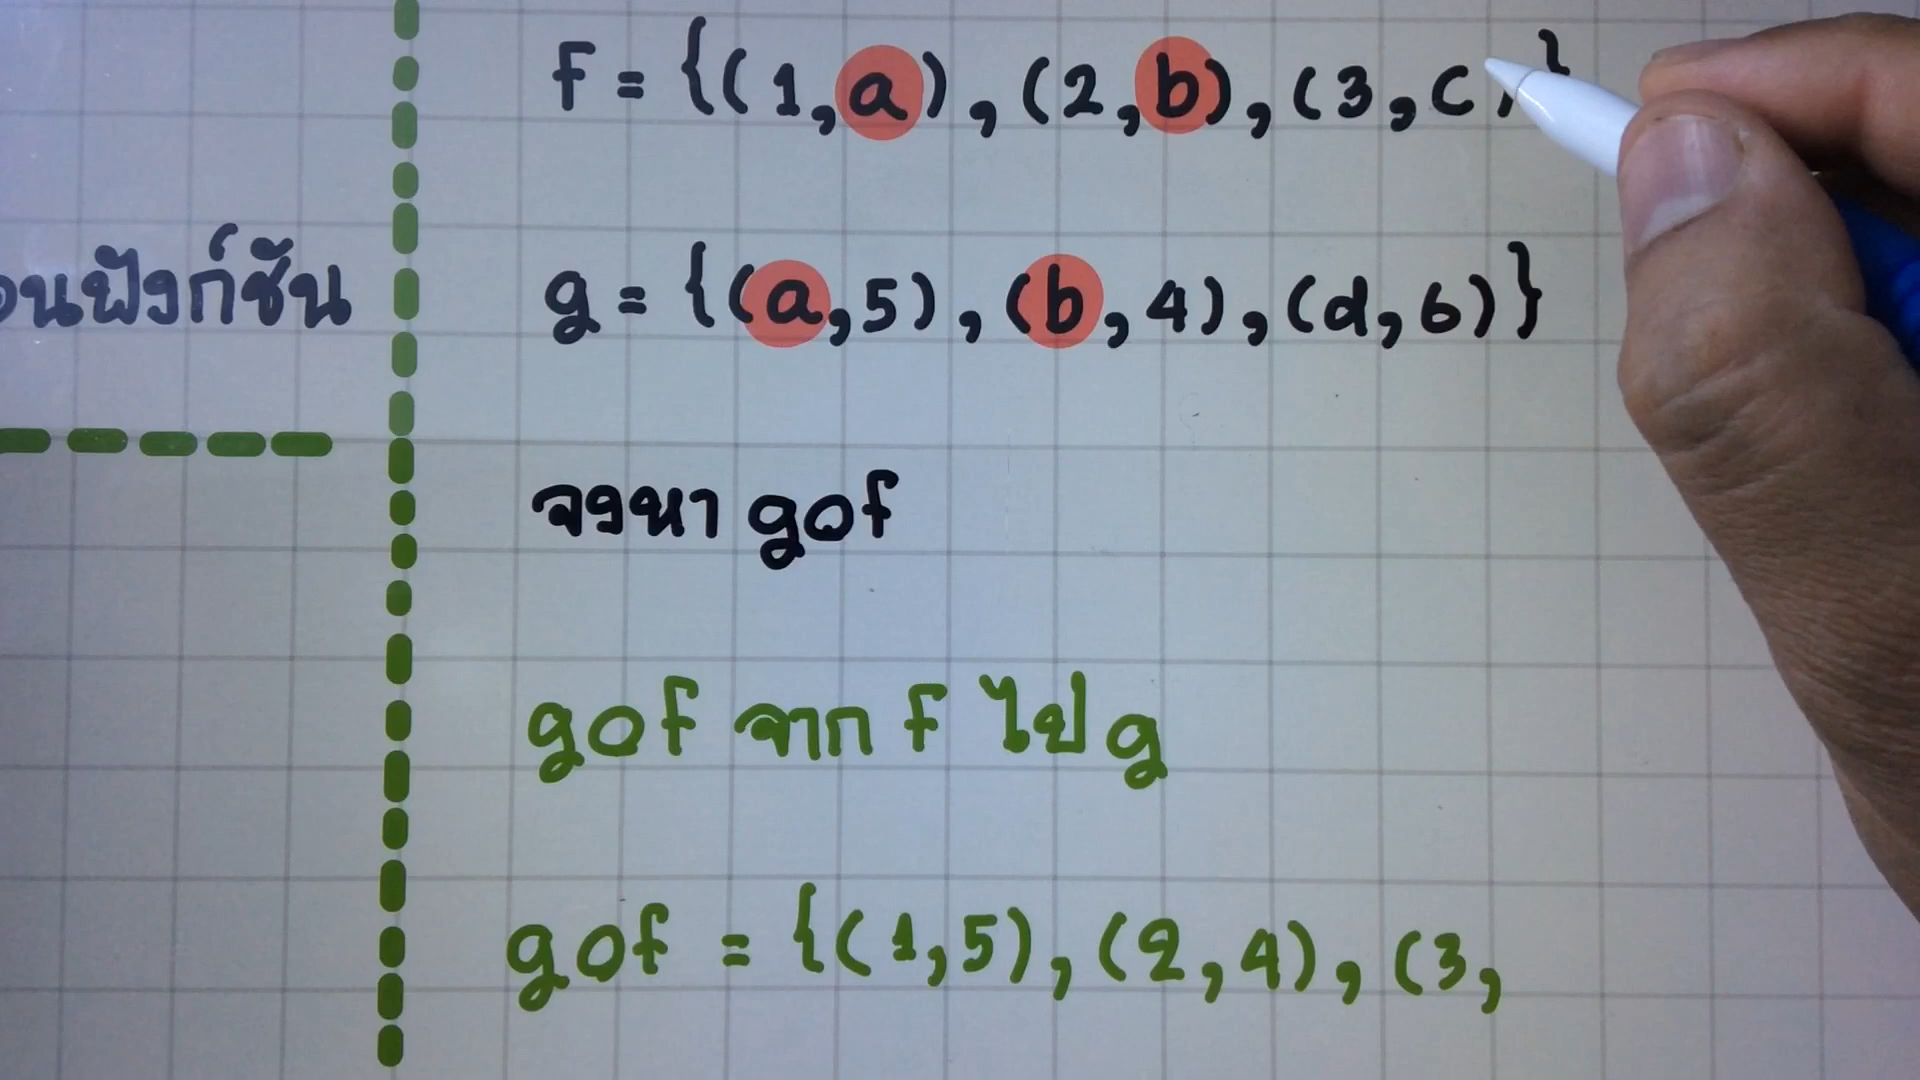 f = {(1,a),(2,b),(3,c)}
ฟังก์ชัน
g = {(a,5),(b,4),(d,6)}
จงหา gof
gof จาก f ไป g
gof = {(1,5),(2,4),(3,